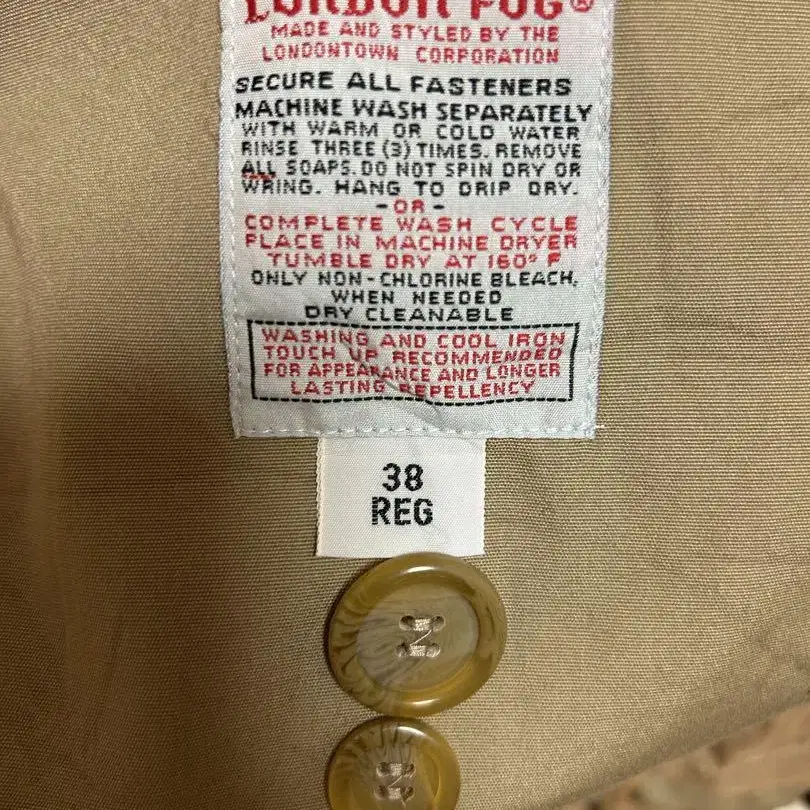 LONDON FOG®
MADE AND STYLED BY THE
LONDONTOWN CORPORATION
SECURE ALL FASTENERS
MACHINE WASH SEPARATELY
WITH WARM OR COLD WATER
RINSE THREE (3) TIMES. REMOVE
ALL SOAPS. DO NOT SPIN DRY OR
WRING. HANG TO DRIP DRY.
-OR-
COMPLETE WASH CYCLE
PLACE IN MACHINE DRYER
TUMBLE DRY AT 160° F
ONLY NON-CHLORINE BLEACH,
WHEN NEEDED
DRY CLEANABLE
WASHING AND COOL IRON
TOUCH UP RECOMMENDED
FOR APPEARANCE AND LONGER
LASTING REPELLENCY
38
REG